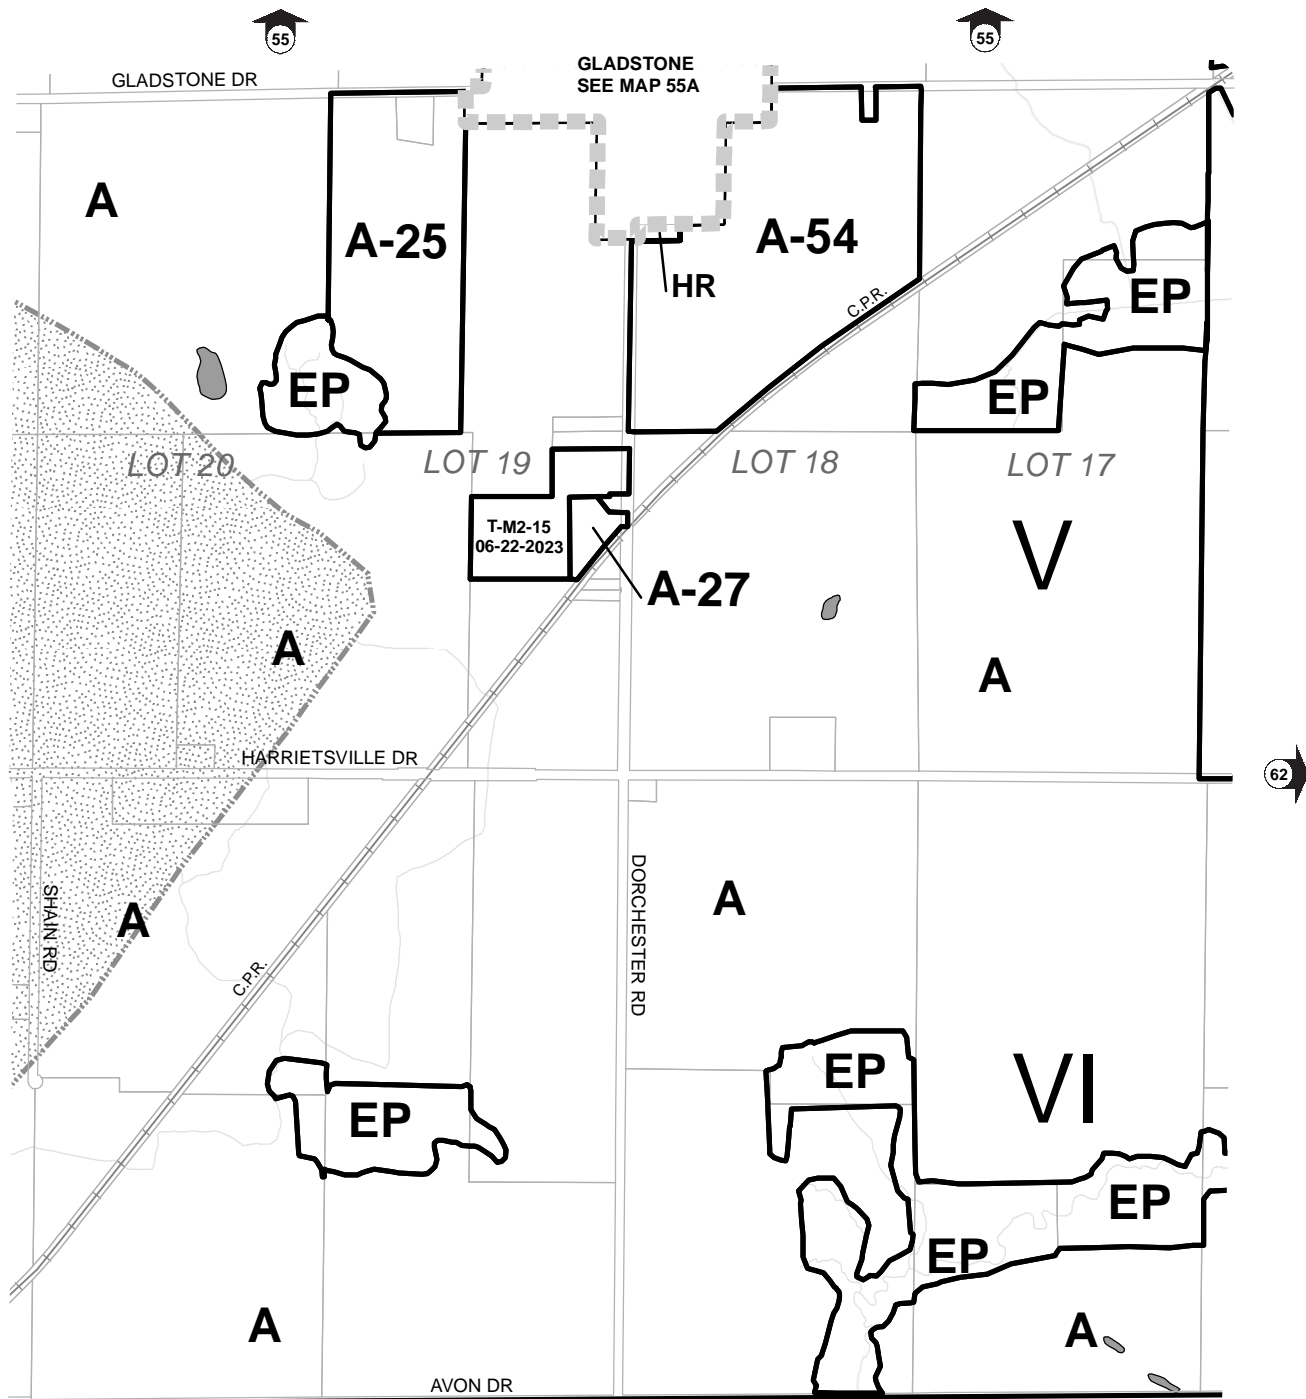 55
55
GLADSTONE
SEE MAP 55A
GLADSTONE DR
A
A-25
A-54
HR
C.P.R.
EP
EP
EP
LOT 20
LOT 19
LOT 18
LOT 17
T-M2-15
06-22-2023
A-27
V
A
A
HARRIETSVILLE DR
62
SHAIN RD
A
DORCHESTER RD
A
C.P.R.
EP
EP
VI
EP
EP
A
A
AVON DR